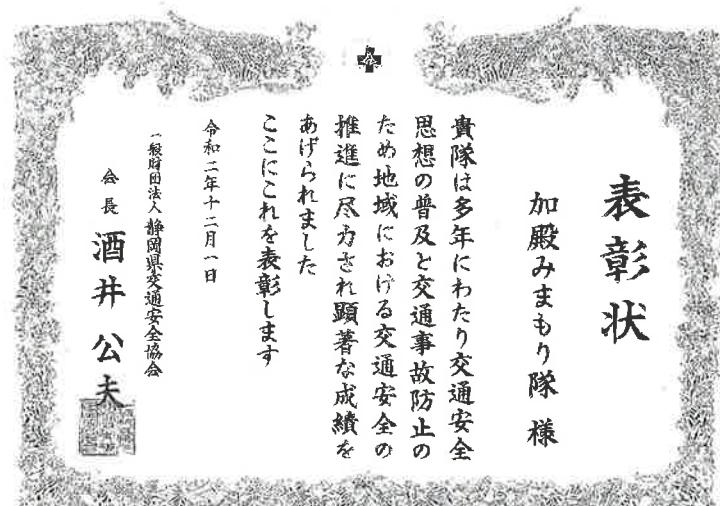 表彰状
加殿みまもり隊 様
貴隊は多年にわたり交通安全
思想の普及と交通事故防止の
ため地域における交通安全の
推進に尽力され顕著な成績を
あげられました
ここにこれを表彰します
令和二年十二月一日
一般財団法人 静岡県交通安全協会
会長 酒井 公夫